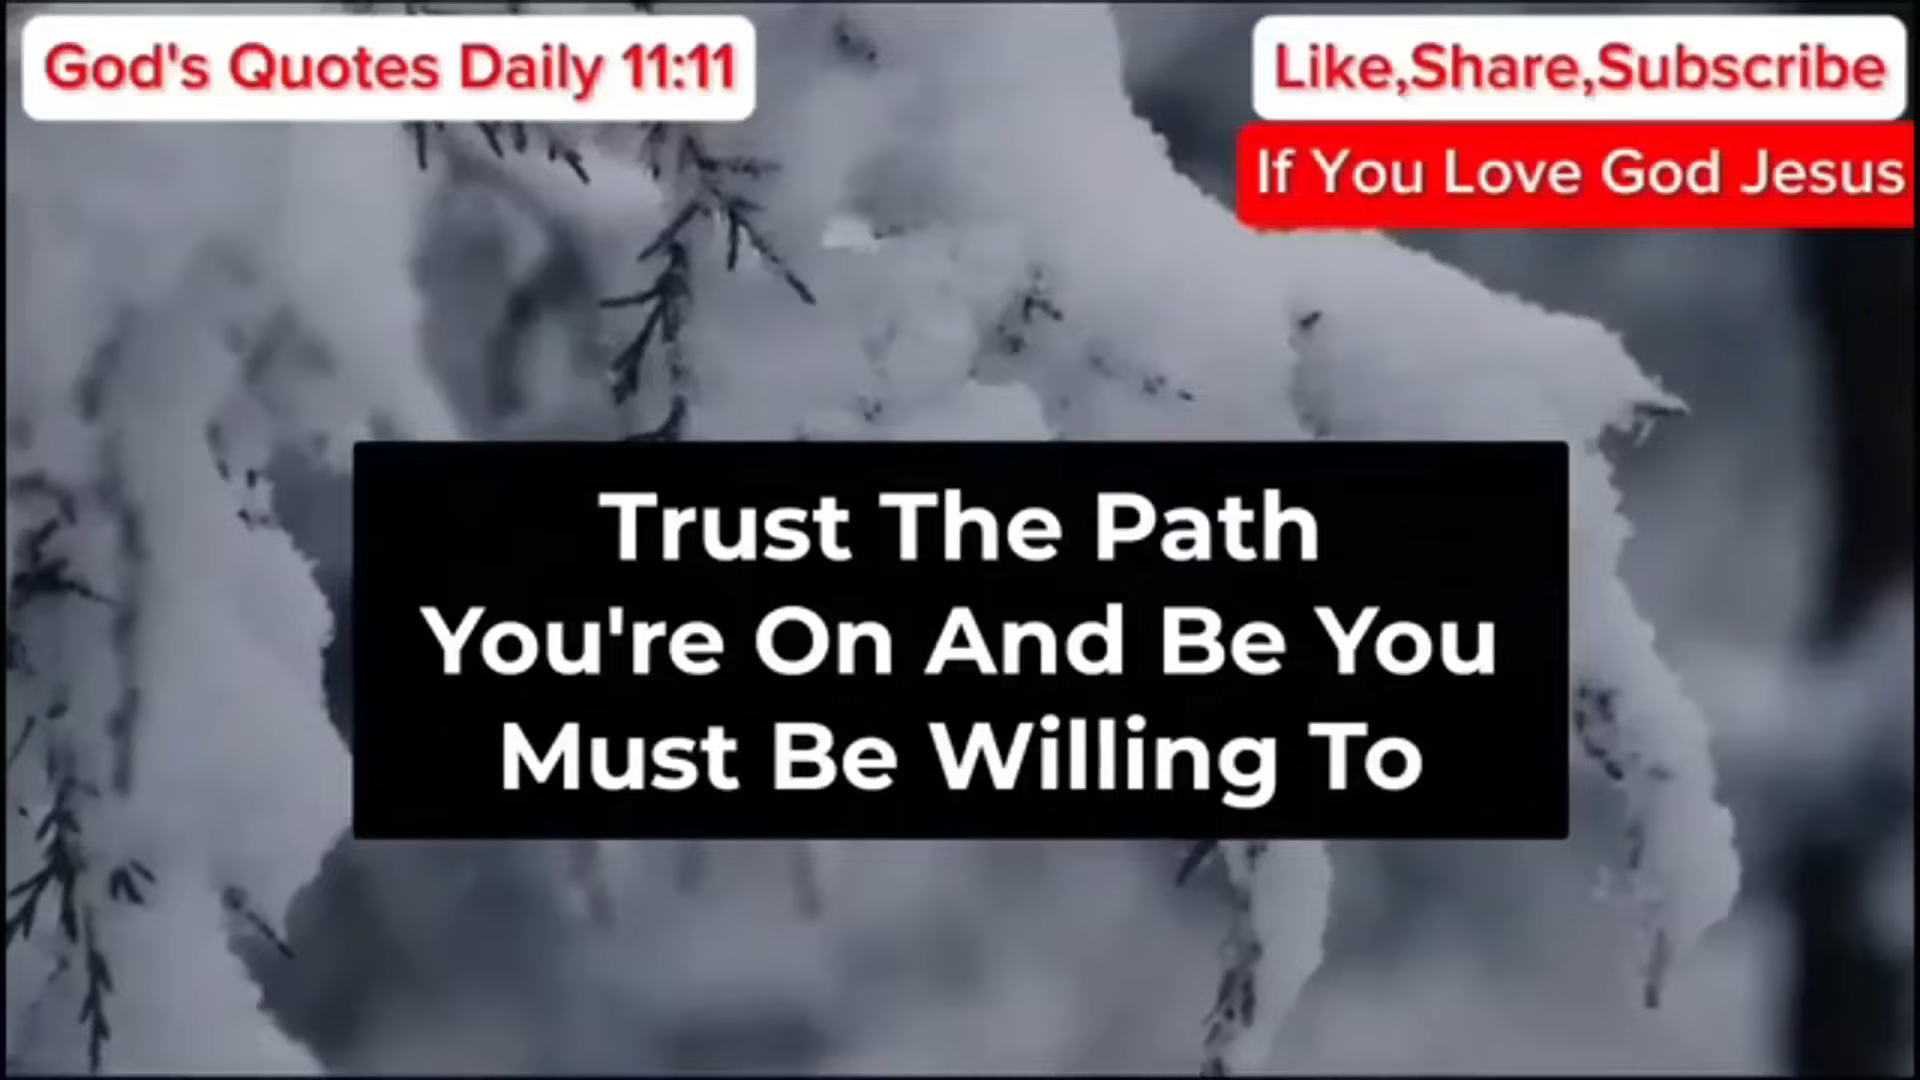 God's Quotes Daily 11:11
Like,Share,Subscribe
If You Love God Jesus
Trust The Path
You're On And Be You
Must Be Willing To